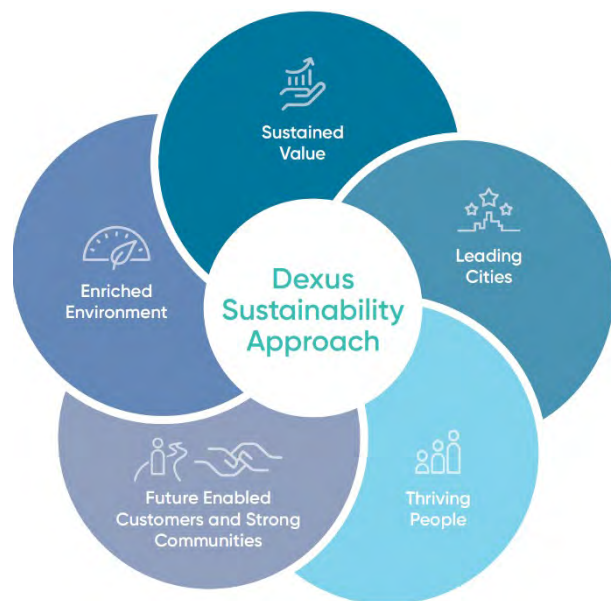 Sustained
Value
Leading
Cities
Enriched
Environment
Dexus
Sustainability
Approach
Future Enabled
Customers and Strong
Communities
Thriving
People